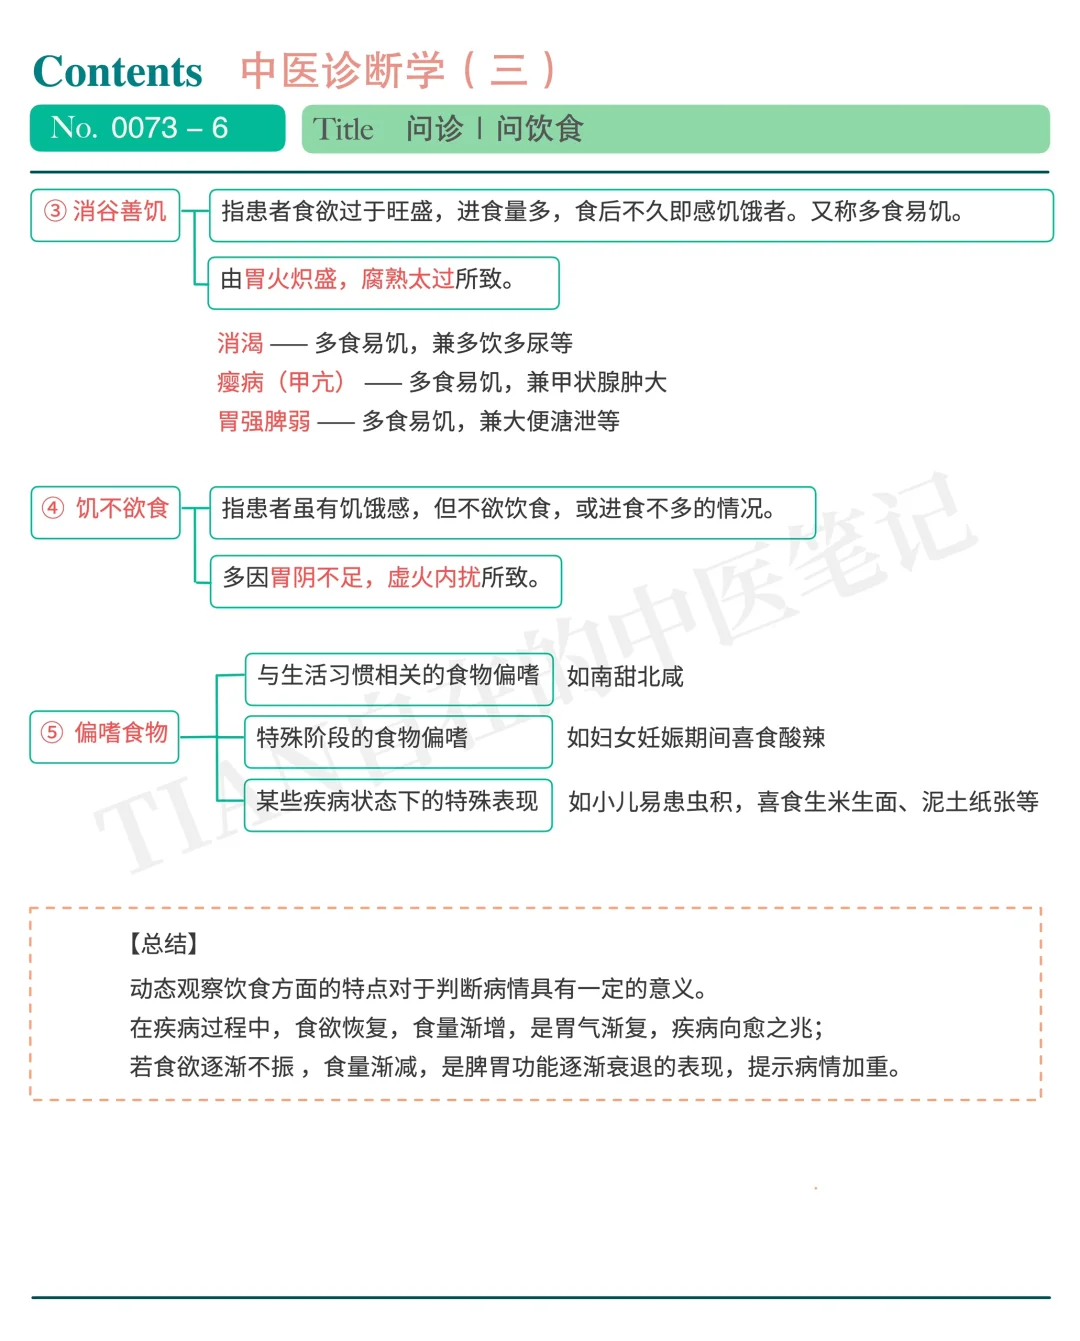 Contents 中医诊断学（三）
No. 0073 – 6
Title 问诊 | 问饮食
③ 消谷善饥
指患者食欲过于旺盛，进食量多，食后不久即感饥饿者。又称多食易饥。
由胃火炽盛，腐熟太过所致。
消渴 —— 多食易饥，兼多饮多尿等
瘿病（甲亢） —— 多食易饥，兼甲状腺肿大
胃强脾弱 —— 多食易饥，兼大便溏泄等
④ 饥不欲食
指患者虽有饥饿感，但不欲饮食，或进食不多的情况。
多因胃阴不足，虚火内扰所致。
⑤ 偏嗜食物
与生活习惯相关的食物偏嗜 如南甜北咸
特殊阶段的食物偏嗜 如妇女妊娠期间喜食酸辣
某些疾病状态下的特殊表现 如小儿易患虫积，喜食生米生面、泥土纸张等
【总结】
动态观察饮食方面的特点对于判断病情具有一定的意义。
在疾病过程中，食欲恢复，食量渐增，是胃气渐复，疾病向愈之兆；
若食欲逐渐不振 ，食量渐减，是脾胃功能逐渐衰退的表现，提示病情加重。
TIAN自在的中医笔记